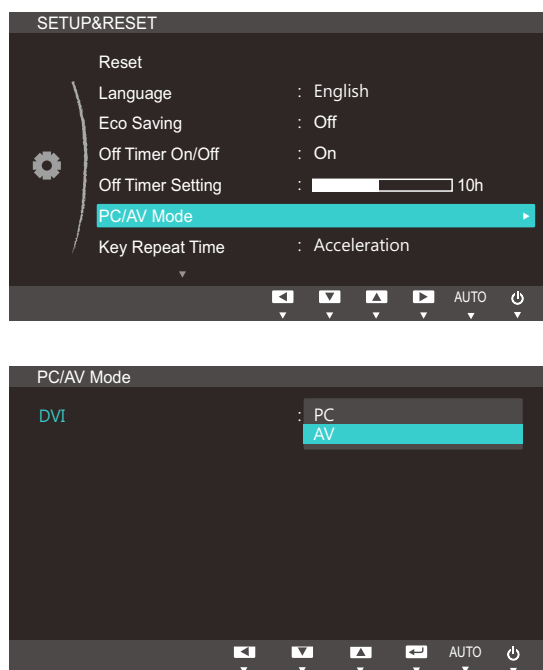 SETUP&RESET
Reset
Language : English
Eco Saving : Off
Off Timer On/Off : On
Off Timer Setting : 10h
PC/AV Mode
Key Repeat Time : Acceleration
AUTO
PC/AV Mode
DVI : PC
AV
AUTO